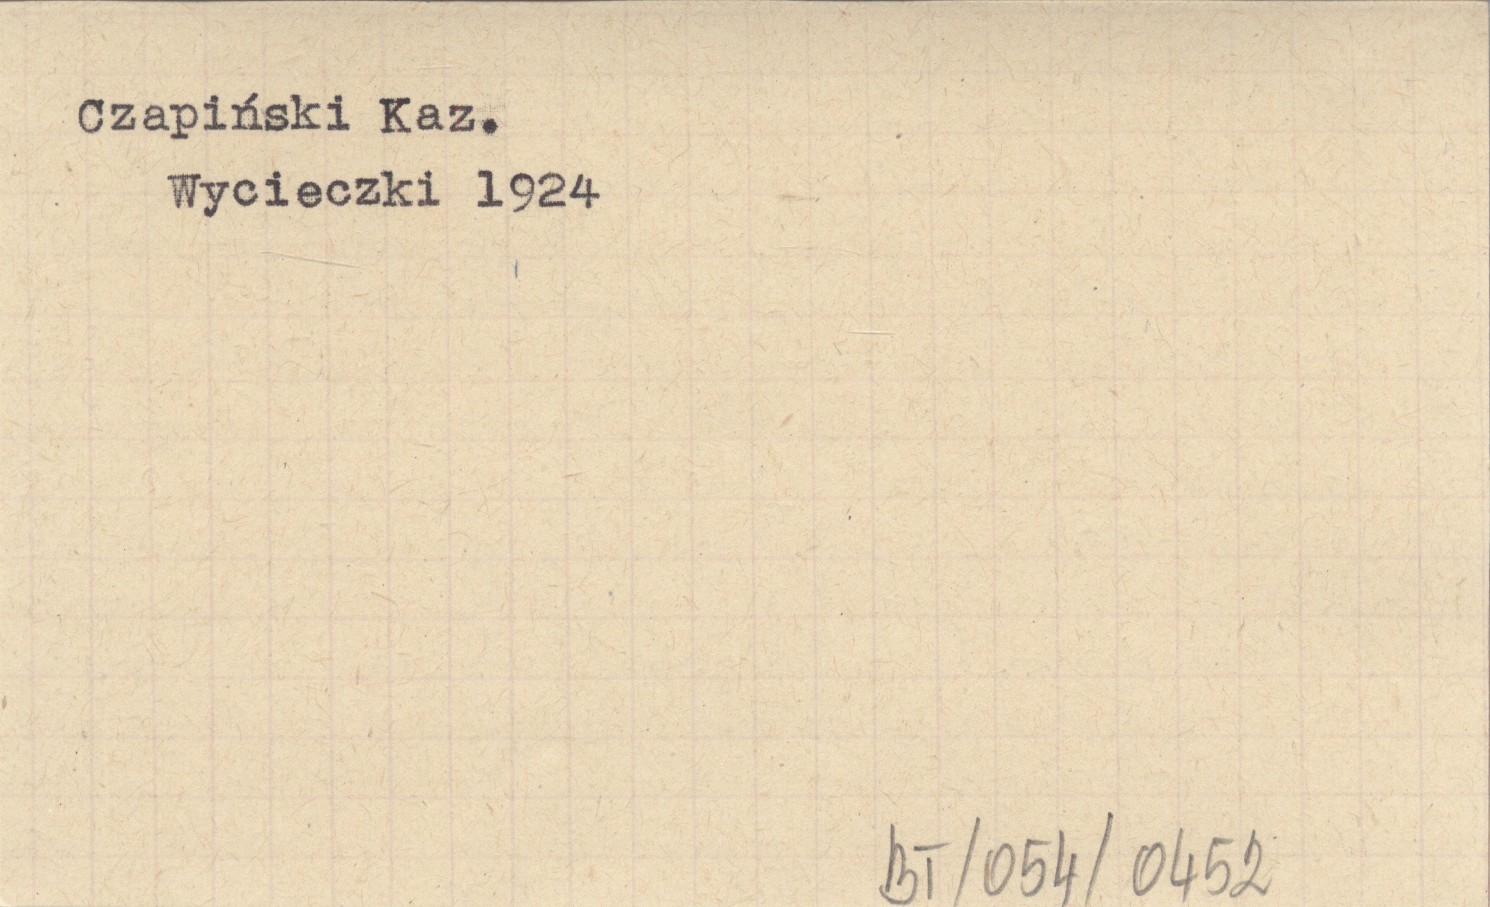 Czapiński Kaz.
Wycieczki 1924
BT/054/0452